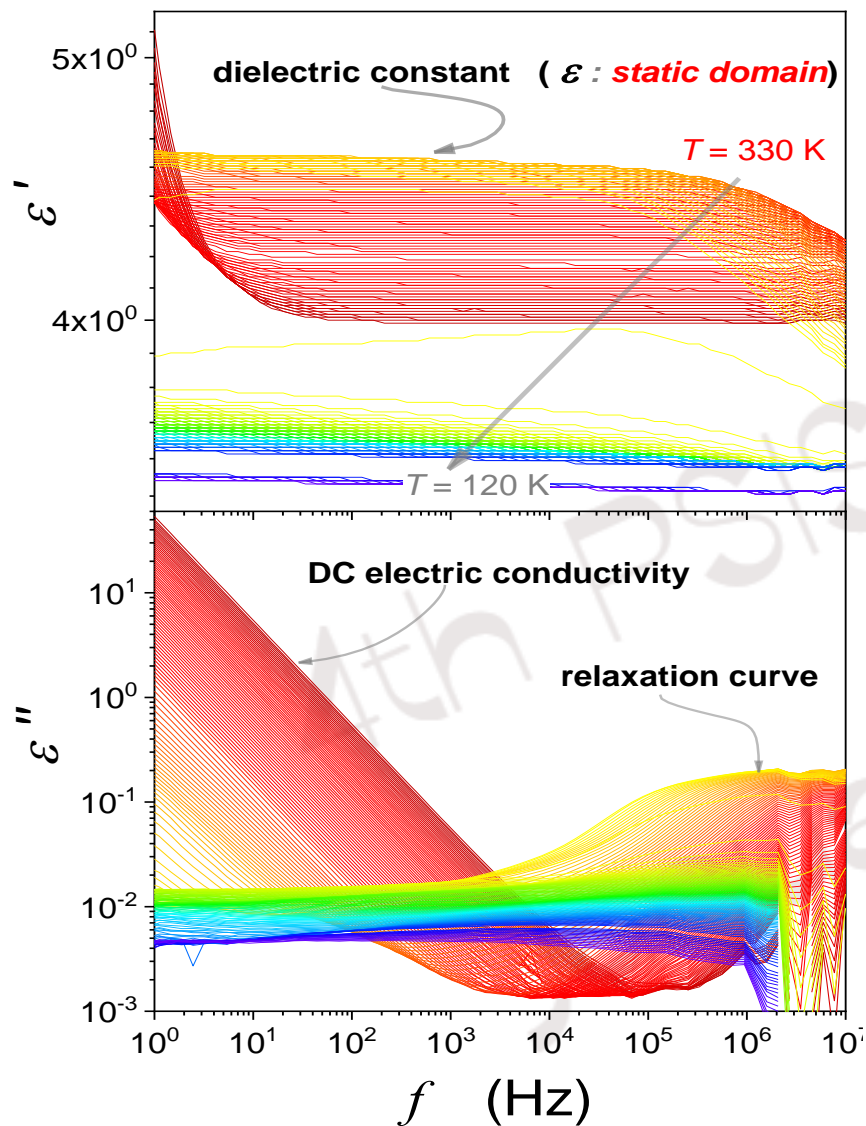 5x10⁰
dielectric constant ( ε : static domain)
T = 330 K
ε'
4x10⁰
T = 120 K
DC electric conductivity
10¹
relaxation curve
10⁰
ε"
10⁻¹
10⁻²
10⁻³
10⁰ 10¹ 10² 10³ 10⁴ 10⁵ 10⁶ 10⁷
f (Hz)
4th